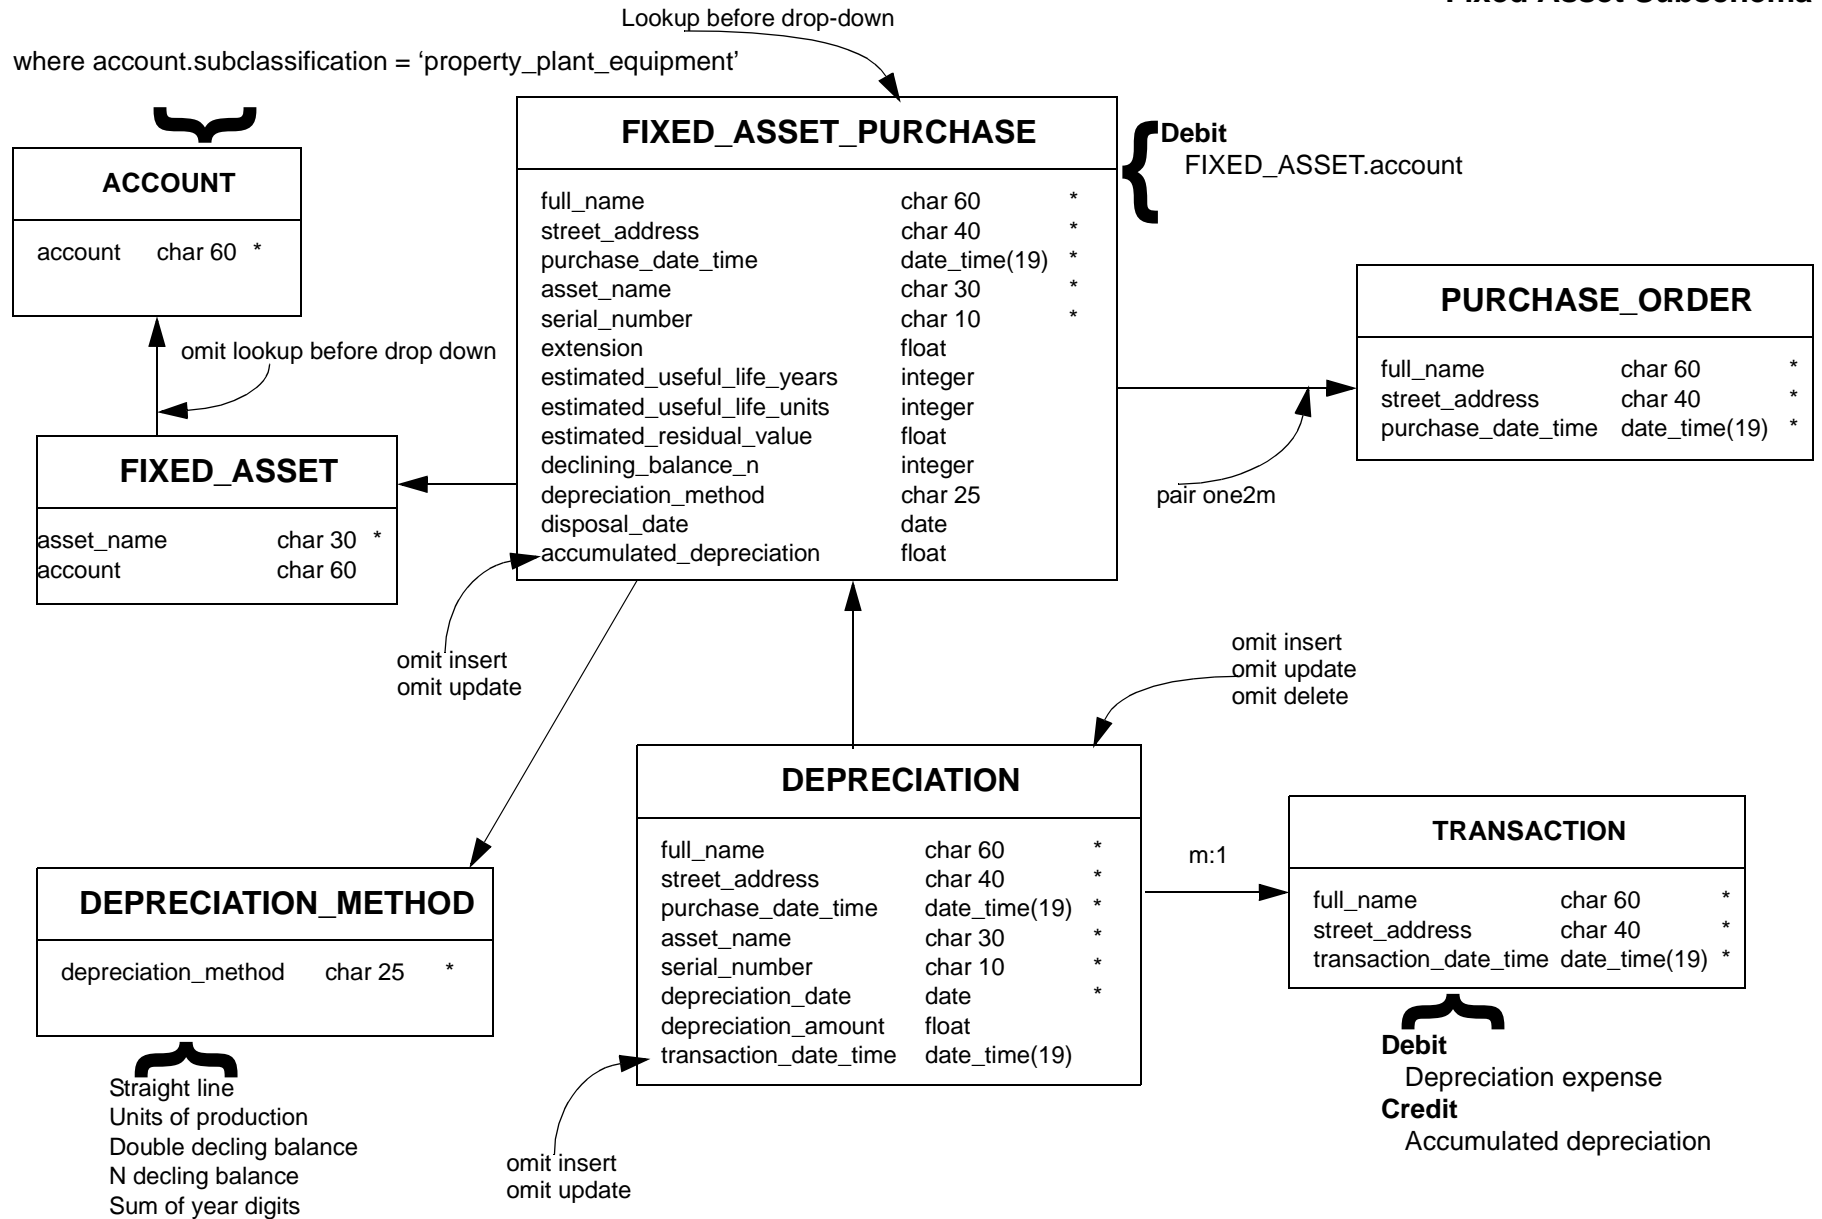 Fixed Asset Subschema
Lookup before drop-down
where account.subclassification = ‘property_plant_equipment’
FIXED_ASSET_PURCHASE
full_name char 60 *
street_address char 40 *
purchase_date_time date_time(19) *
asset_name char 30 *
serial_number char 10 *
extension float
estimated_useful_life_years integer
estimated_useful_life_units integer
estimated_residual_value float
declining_balance_n integer
depreciation_method char 25
disposal_date date
accumulated_depreciation float
Debit
FIXED_ASSET.account
ACCOUNT
account char 60 *
omit lookup before drop down
FIXED_ASSET
asset_name char 30 *
account char 60
PURCHASE_ORDER
full_name char 60 *
street_address char 40 *
purchase_date_time date_time(19) *
pair one2m
omit insert
omit update
omit insert
omit update
omit delete
DEPRECIATION
full_name char 60 *
street_address char 40 *
purchase_date_time date_time(19) *
asset_name char 30 *
serial_number char 10 *
depreciation_date date *
depreciation_amount float
transaction_date_time date_time(19)
m:1
TRANSACTION
full_name char 60 *
street_address char 40 *
transaction_date_time date_time(19) *
Debit
Depreciation expense
Credit
Accumulated depreciation
DEPRECIATION_METHOD
depreciation_method char 25 *
Straight line
Units of production
Double decling balance
N decling balance
Sum of year digits
omit insert
omit update